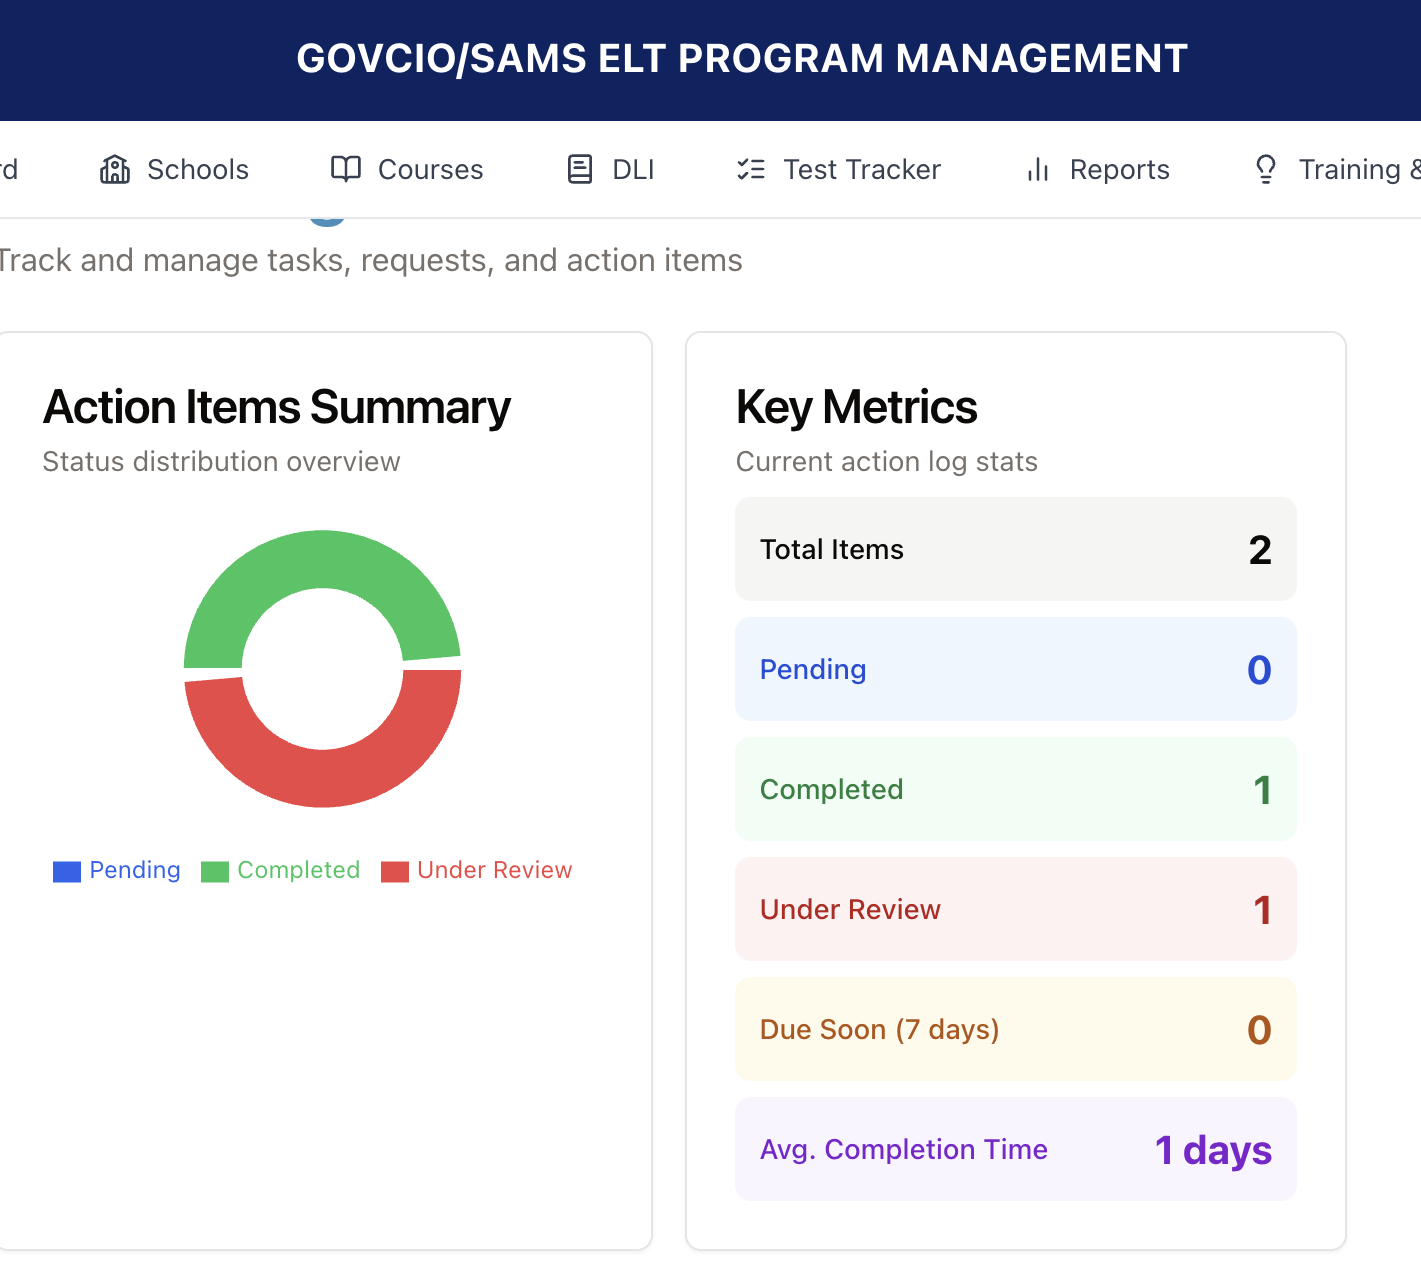 GOVCIO/SAMS ELT PROGRAM MANAGEMENT
rd Schools Courses DLI Test Tracker Reports Training &
Track and manage tasks, requests, and action items
Action Items Summary
Status distribution overview
Pending Completed Under Review
Key Metrics
Current action log stats
Total Items 2
Pending 0
Completed 1
Under Review 1
Due Soon (7 days) 0
Avg. Completion Time 1 days